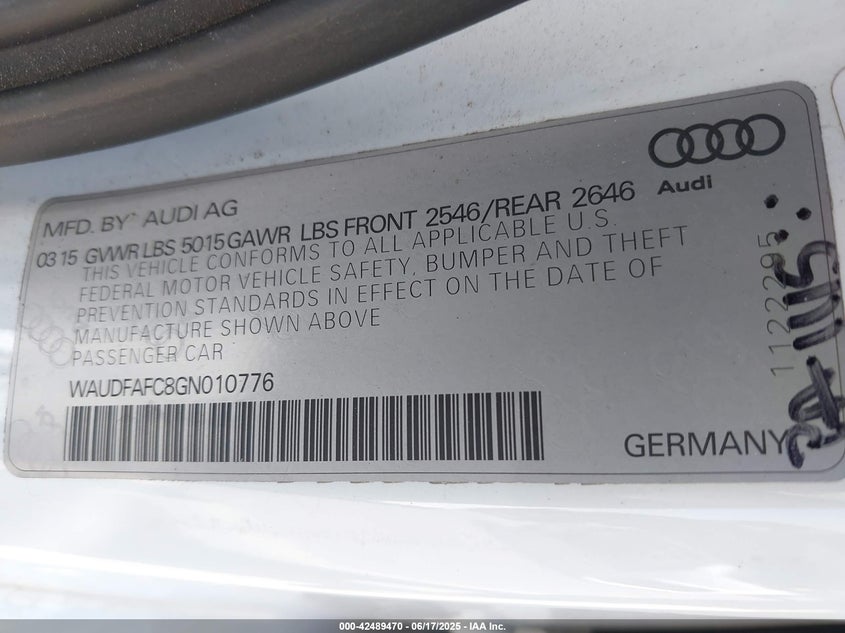 Audi
MFD. BY AUDI AG
03 15 GVWR LBS 5015 GAWR LBS FRONT 2546/REAR 2646
THIS VEHICLE CONFORMS TO ALL APPLICABLE U.S.
FEDERAL MOTOR VEHICLE SAFETY, BUMPER AND THEFT
PREVENTION STANDARDS IN EFFECT ON THE DATE OF
MANUFACTURE SHOWN ABOVE
PASSENGER CAR
WAUDFAFC8GN010776
GERMANY
1122295
000-42489470 - 06/17/2025 - IAA Inc.